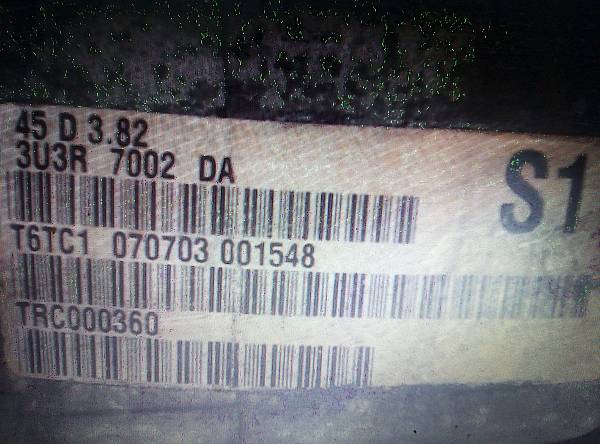 45 D 3.82
3U3R 7002 DA
S1
T6TC1 070703 001548
TRC000360